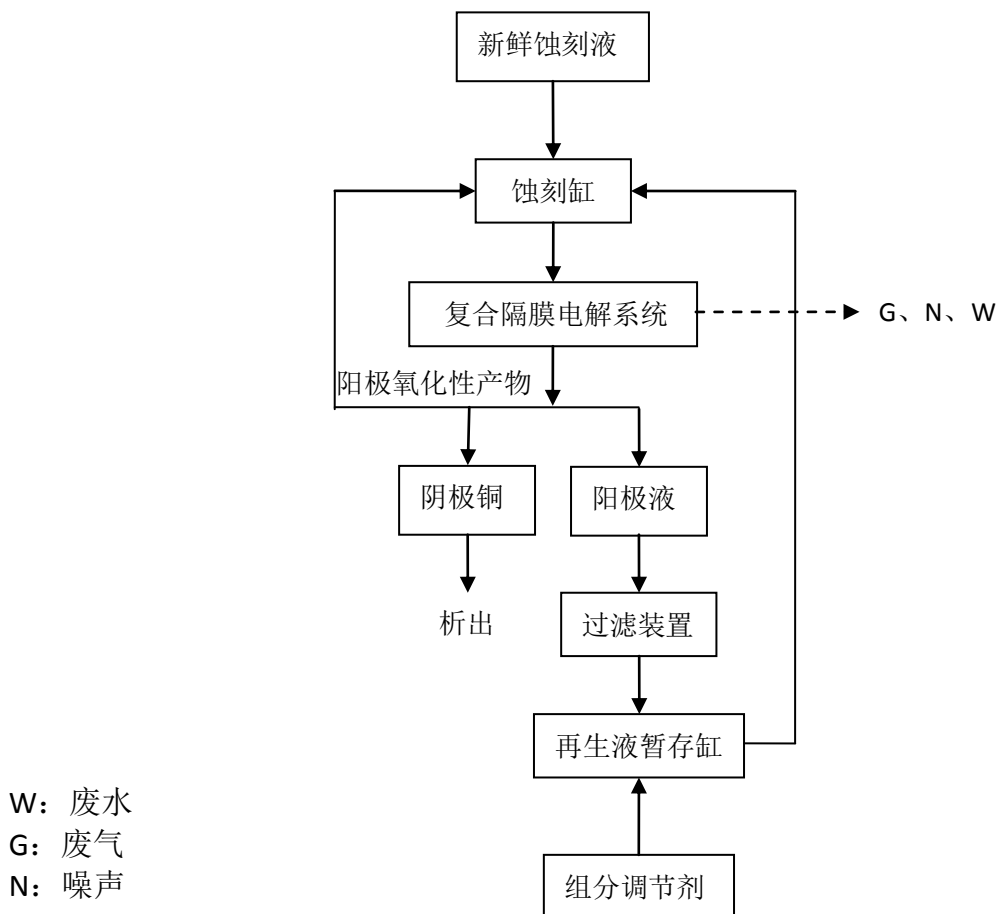 新鲜蚀刻液
蚀刻缸
复合隔膜电解系统
G、N、W
阳极氧化性产物
阴极铜
阳极液
析出
过滤装置
再生液暂存缸
W：废水
G：废气
N：噪声
组分调节剂